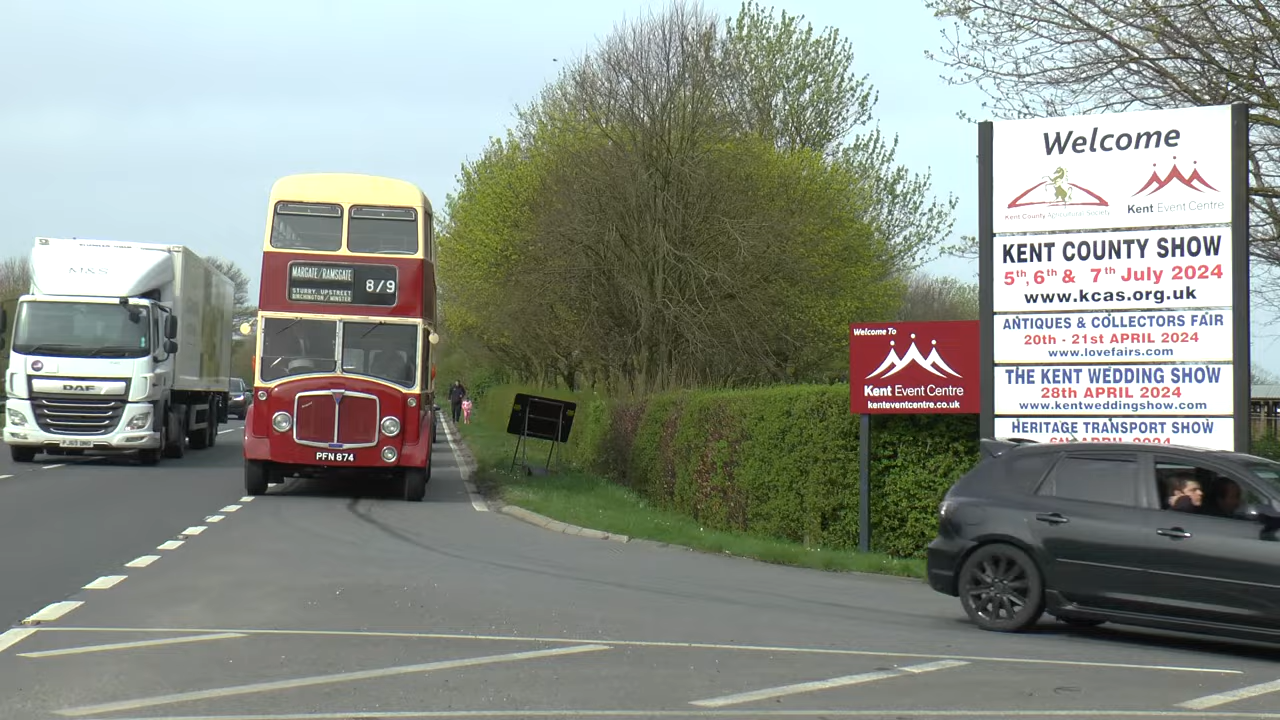 M&S
DAF
MARGATE/RAMSGATE
STURRY, UPSTREET
BIRCHINGTON/MINSTER
8/9
PFN 874
Welcome To
Kent Event Centre
kenteventcentre.co.uk
Welcome
Kent County Agricultural Society
Kent Event Centre
KENT COUNTY SHOW
5th, 6th & 7th July 2024
www.kcas.org.uk
ANTIQUES & COLLECTORS FAIR
20th - 21st APRIL 2024
www.lovefairs.com
THE KENT WEDDING SHOW
28th APRIL 2024
www.kentweddingshow.com
HERITAGE TRANSPORT SHOW
6th APRIL 2024